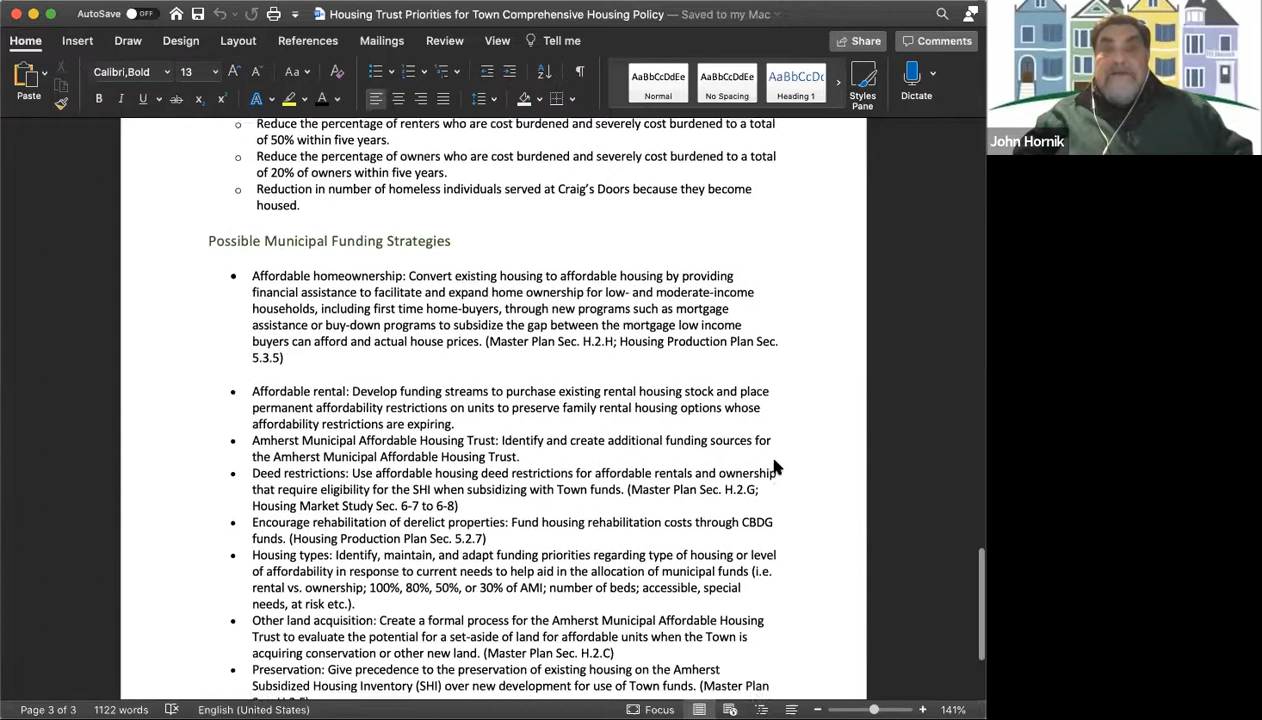 AutoSave OFF Housing Trust Priorities for Town Comprehensive Housing Policy — Saved to my Mac
Home Insert Draw Design Layout References Mailings Review View Tell me Share Comments
Paste Calibri,Bold 13 A A Aa
B I U ab X2 X2 A A
AaBbCcDdEe AaBbCcDdEe AaBbCcDc
Normal No Spacing Heading 1 Styles Pane Dictate
John Hornik
Reduce the percentage of renters who are cost burdened and severely cost burdened to a total
of 50% within five years.
Reduce the percentage of owners who are cost burdened and severely cost burdened to a total
of 20% of owners within five years.
Reduction in number of homeless individuals served at Craig's Doors because they become
housed.
Possible Municipal Funding Strategies
Affordable homeownership: Convert existing housing to affordable housing by providing
financial assistance to facilitate and expand home ownership for low- and moderate-income
households, including first time home-buyers, through new programs such as mortgage
assistance or buy-down programs to subsidize the gap between the mortgage low income
buyers can afford and actual house prices. (Master Plan Sec. H.2.H; Housing Production Plan Sec.
5.3.5)
Affordable rental: Develop funding streams to purchase existing rental housing stock and place
permanent affordability restrictions on units to preserve family rental housing options whose
affordability restrictions are expiring.
Amherst Municipal Affordable Housing Trust: Identify and create additional funding sources for
the Amherst Municipal Affordable Housing Trust.
Deed restrictions: Use affordable housing deed restrictions for affordable rentals and ownership
that require eligibility for the SHI when subsidizing with Town funds. (Master Plan Sec. H.2.G;
Housing Market Study Sec. 6-7 to 6-8)
Encourage rehabilitation of derelict properties: Fund housing rehabilitation costs through CBDG
funds. (Housing Production Plan Sec. 5.2.7)
Housing types: Identify, maintain, and adapt funding priorities regarding type of housing or level
of affordability in response to current needs to help aid in the allocation of municipal funds (i.e.
rental vs. ownership; 100%, 80%, 50%, or 30% of AMI; number of beds; accessible, special
needs, at risk etc.).
Other land acquisition: Create a formal process for the Amherst Municipal Affordable Housing
Trust to evaluate the potential for a set-aside of land for affordable units when the Town is
acquiring conservation or other new land. (Master Plan Sec. H.2.C)
Preservation: Give precedence to the preservation of existing housing on the Amherst
Subsidized Housing Inventory (SHI) over new development for use of Town funds. (Master Plan
Page 3 of 3 1122 words English (United States) Focus 141%